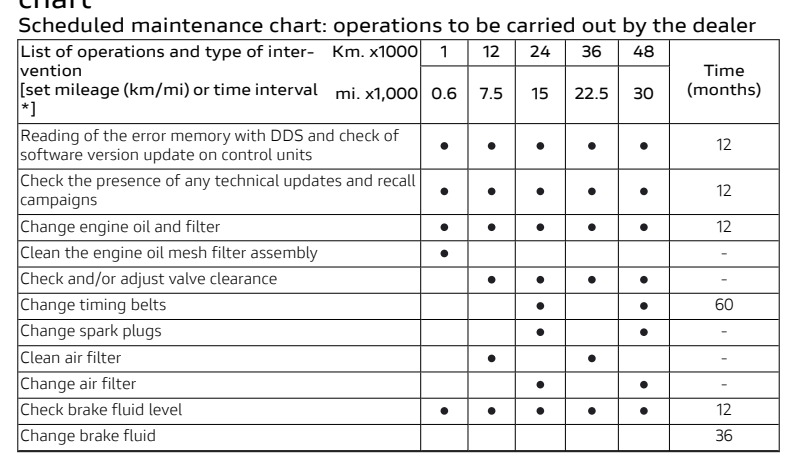 chart
Scheduled maintenance chart: operations to be carried out by the dealer
List of operations and type of inter- Km. x1000 1 12 24 36 48 Time
vention
[set mileage (km/mi) or time interval mi. x1,000 0.6 7.5 15 22.5 30 (months)
*]
Reading of the error memory with DDS and check of
software version update on control units ● ● ● ● ● 12
Check the presence of any technical updates and recall
campaigns ● ● ● ● ● 12
Change engine oil and filter ● ● ● ● ● 12
Clean the engine oil mesh filter assembly ● -
Check and/or adjust valve clearance ● ● ● ● -
Change timing belts ● ● 60
Change spark plugs ● ● -
Clean air filter ● ● -
Change air filter ● ● -
Check brake fluid level ● ● ● ● ● 12
Change brake fluid 36